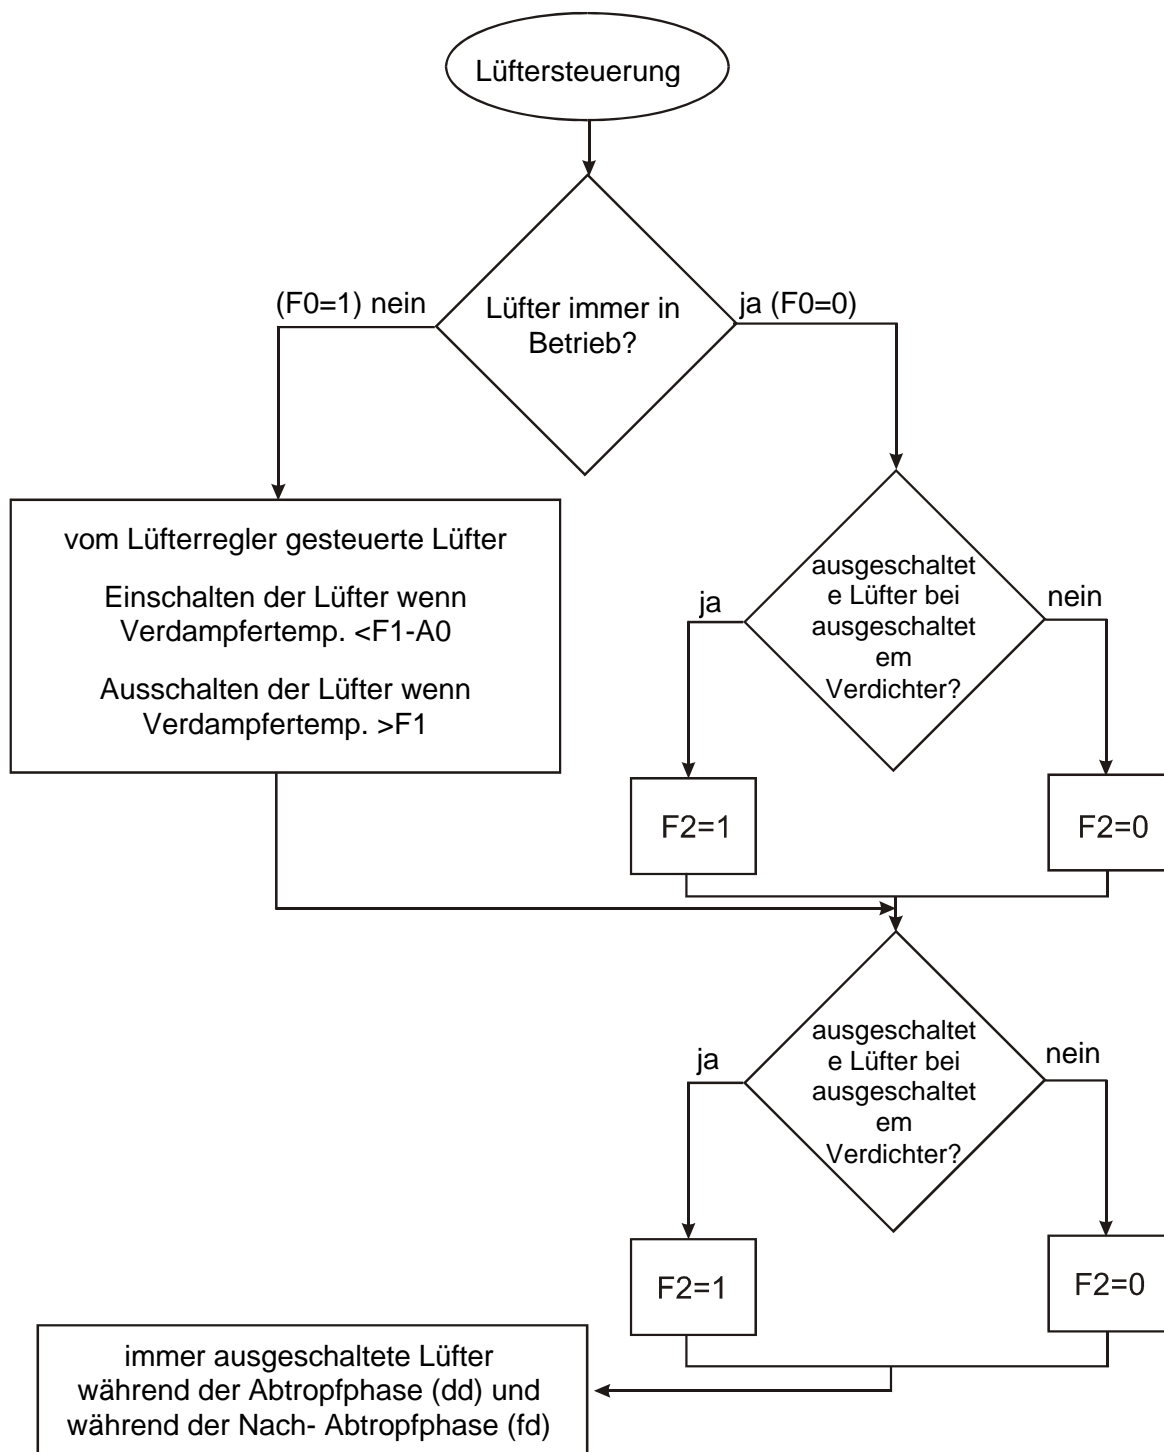 Lüftersteuerung
(F0=1) nein
Lüfter immer in
Betrieb?
ja (F0=0)
vom Lüfterregler gesteuerte Lüfter
Einschalten der Lüfter wenn
Verdampfertemp. <F1-A0
Ausschalten der Lüfter wenn
Verdampfertemp. >F1
ja
ausgeschaltet
e Lüfter bei
ausgeschaltet
em
Verdichter?
nein
F2=1
F2=0
ja
ausgeschaltet
e Lüfter bei
ausgeschaltet
em
Verdichter?
nein
F2=1
F2=0
immer ausgeschaltete Lüfter
während der Abtropfphase (dd) und
während der Nach- Abtropfphase (fd)